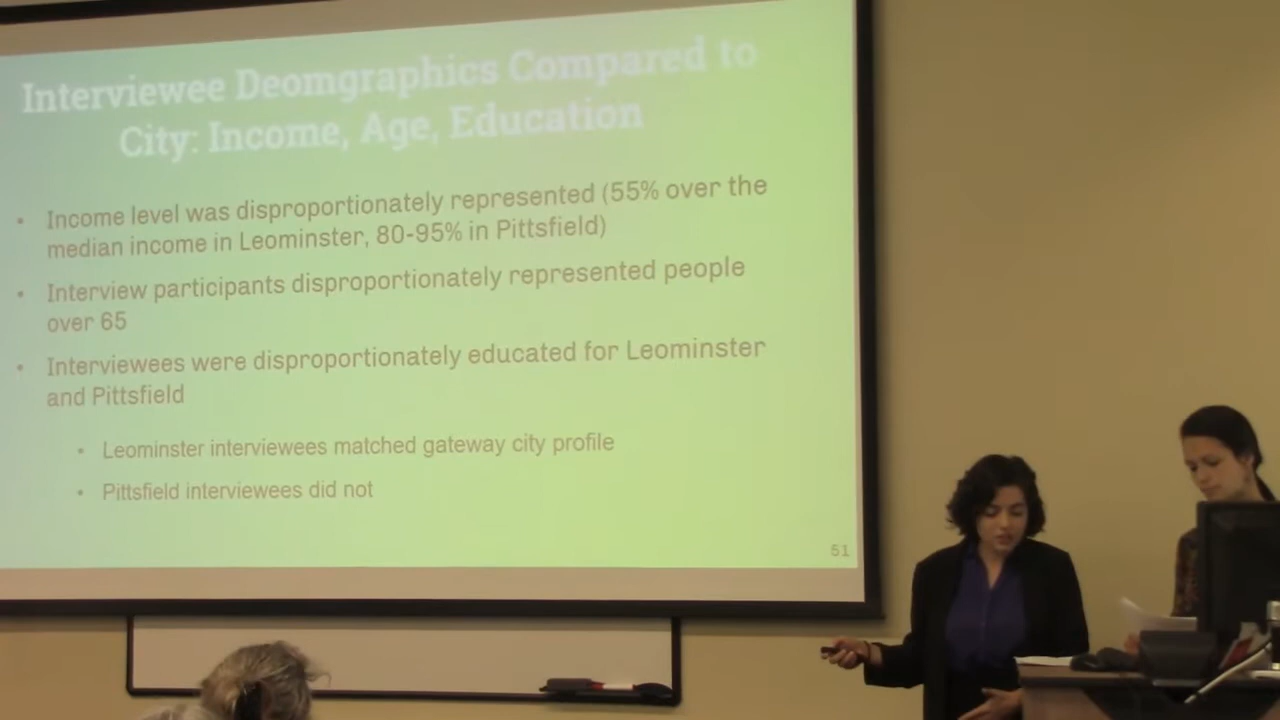 Interviewee Deomgraphics Compared to
City: Income, Age, Education
• Income level was disproportionately represented (55% over the
median income in Leominster, 80-95% in Pittsfield)
• Interview participants disproportionately represented people
over 65
• Interviewees were disproportionately educated for Leominster
and Pittsfield
• Leominster interviewees matched gateway city profile
• Pittsfield interviewees did not
51